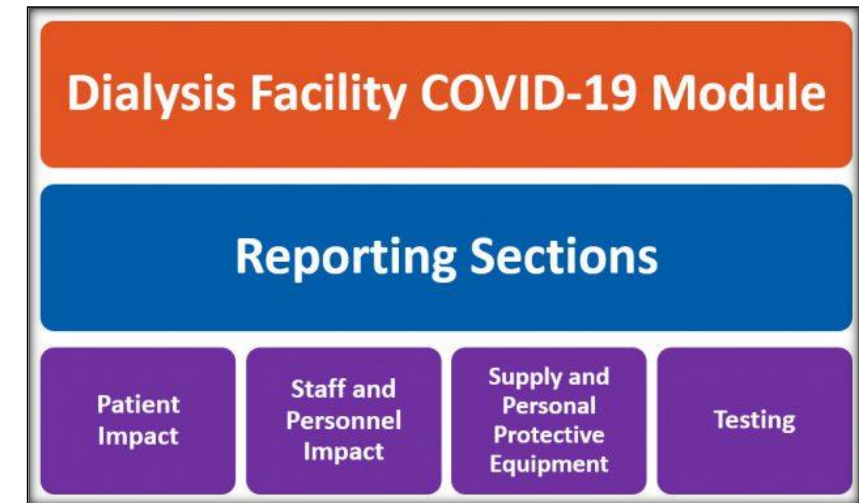 Dialysis Facility COVID-19 Module
Reporting Sections
Patient
Impact
Staff and
Personnel
Impact
Supply and
Personal
Protective
Equipment
Testing